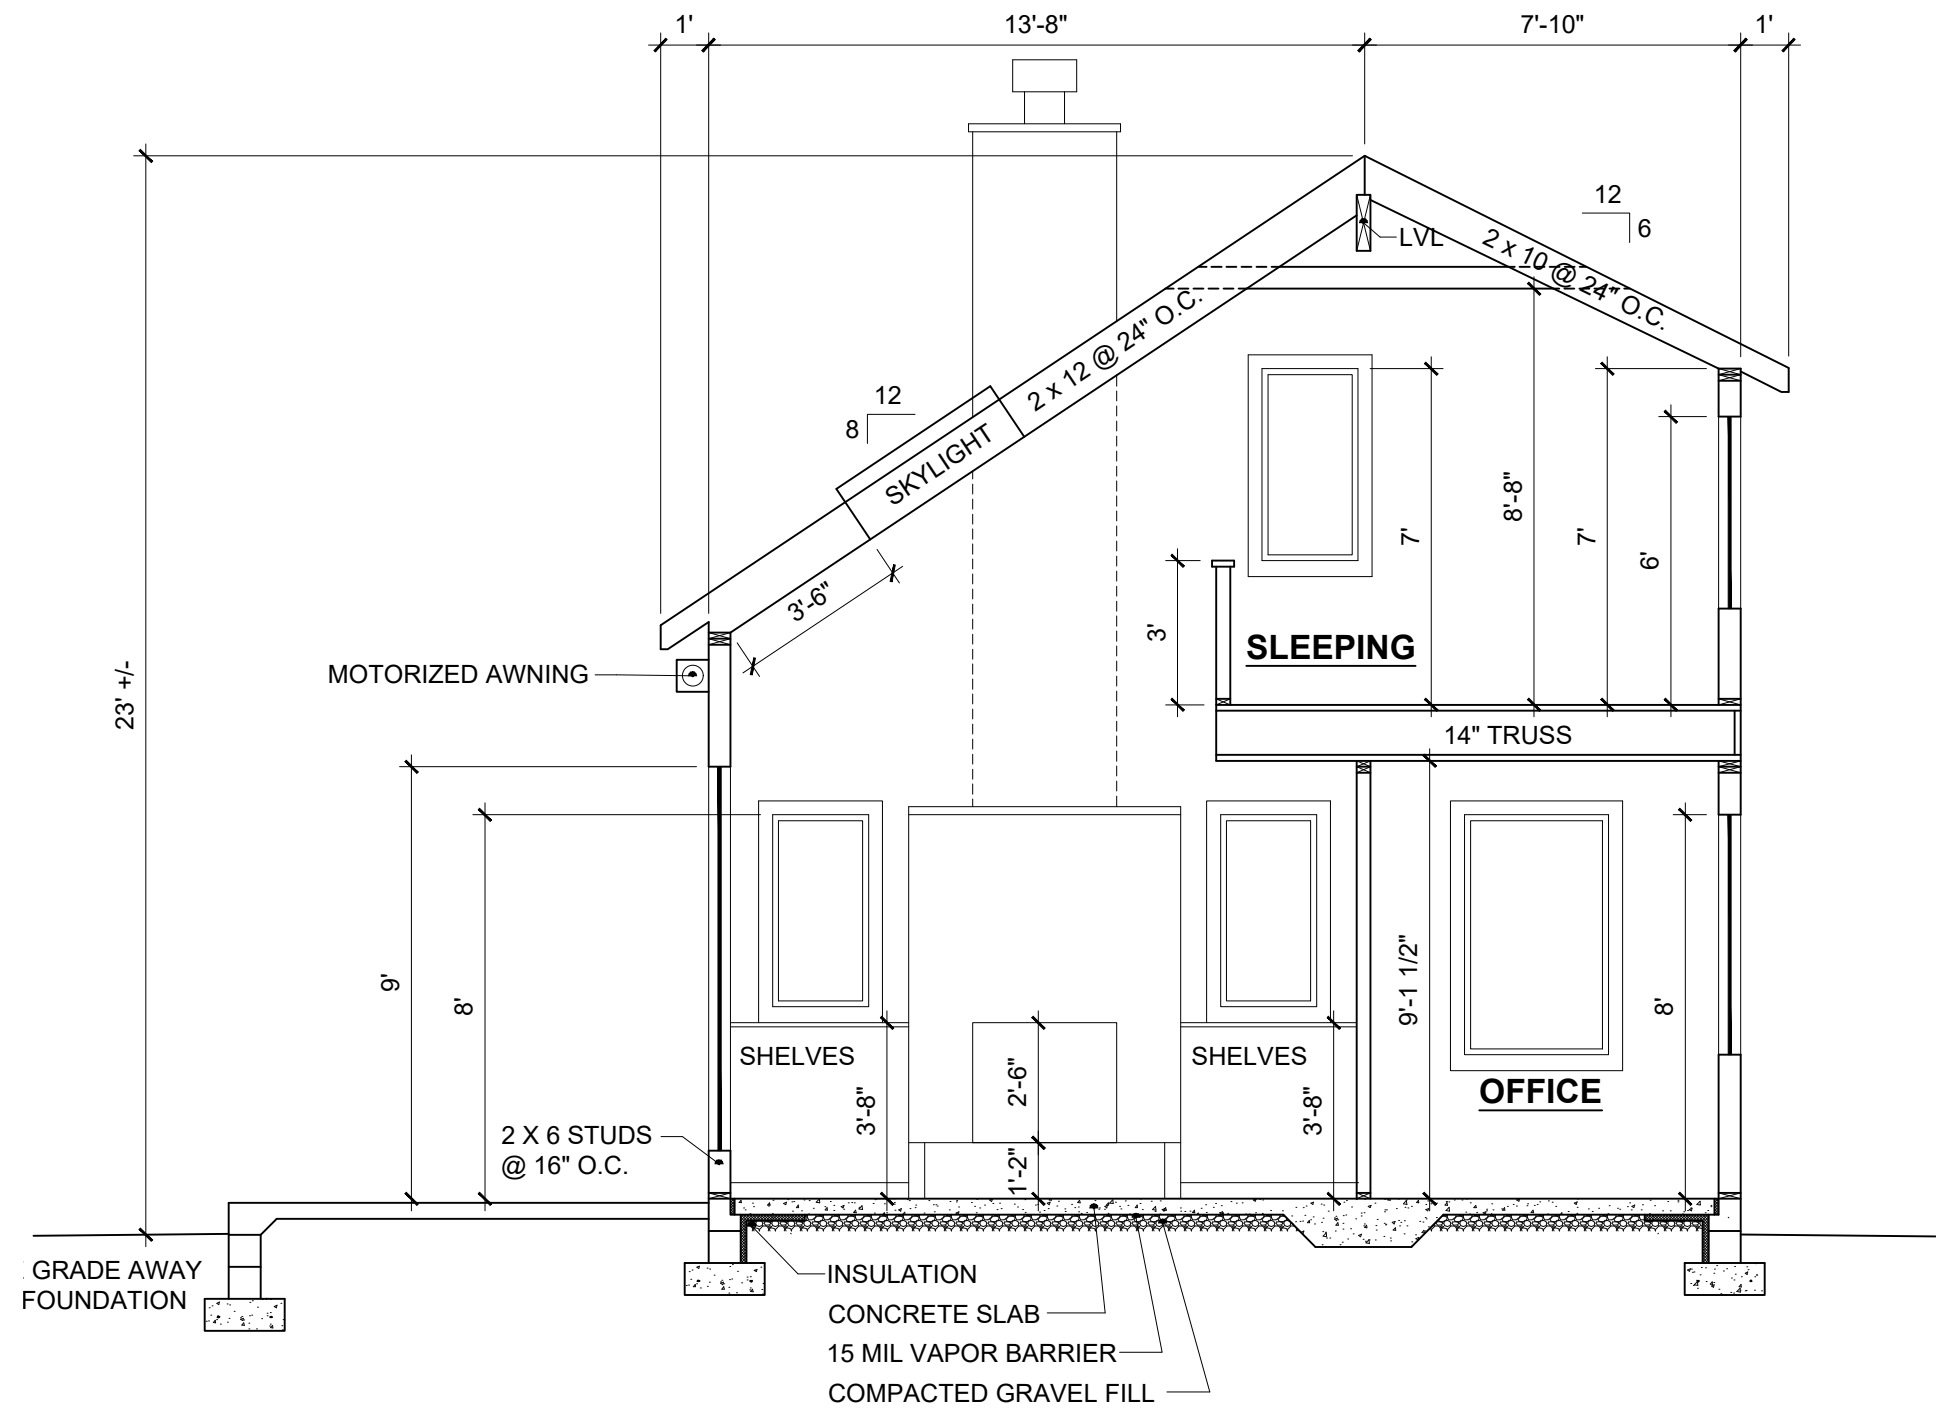 1'
13'-8"
7'-10"
1'
12
6
LVL
2 x 10 @ 24" O.C.
2 x 12 @ 24" O.C.
12
8
SKYLIGHT
3'-6"
7'
8'-8"
7'
6'
3'
SLEEPING
MOTORIZED AWNING
23' +/-
14" TRUSS
9'
8'
9'-1 1/2"
8'
SHELVES
SHELVES
2'-6"
3'-8"
3'-8"
1'-2"
OFFICE
2 X 6 STUDS
@ 16" O.C.
GRADE AWAY
FOUNDATION
INSULATION
CONCRETE SLAB
15 MIL VAPOR BARRIER
COMPACTED GRAVEL FILL